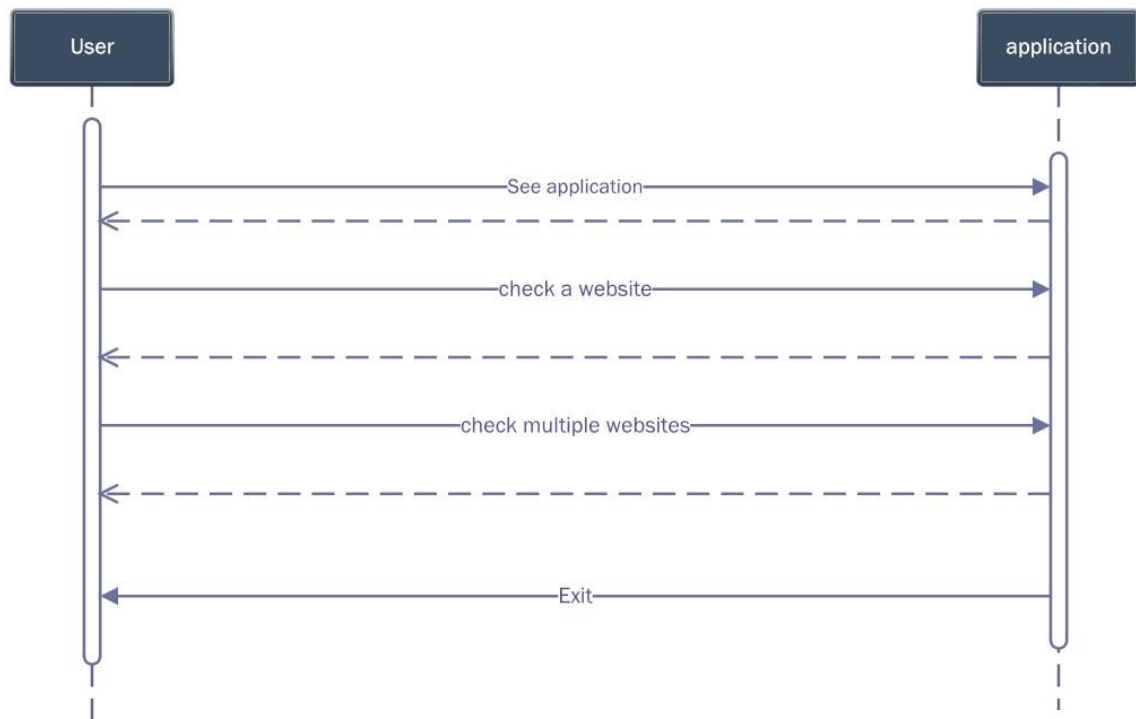 User
application
See application
check a website
check multiple websites
Exit